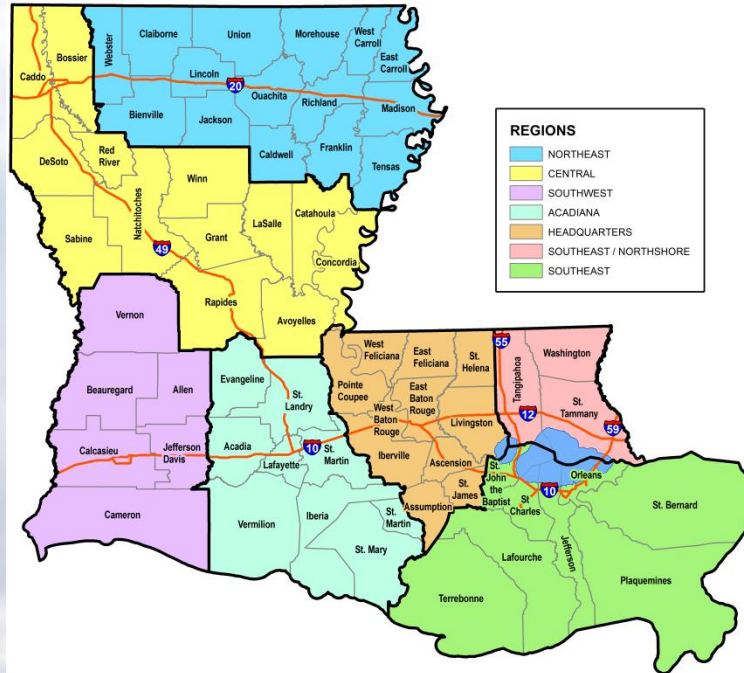 Caddo
Bossier
Webster
Claiborne
Union
Morehouse
West
Carroll
East
Carroll
Lincoln
20
Ouachita
Richland
Madison
Bienville
Jackson
Caldwell
Franklin
Tensas
DeSoto
Red
River
Winn
Natchitoches
Sabine
49
Grant
LaSalle
Catahoula
Concordia
Rapides
Avoyelles
REGIONS
NORTHEAST
CENTRAL
SOUTHWEST
ACADIANA
HEADQUARTERS
SOUTHEAST / NORTHSHORE
SOUTHEAST
Vernon
Beauregard
Allen
Calcasieu
Jefferson
Davis
Cameron
Evangeline
St.
Landry
Acadia
Lafayette
10
St.
Martin
Vermilion
Iberia
St.
Martin
St. Mary
West
Feliciana
East
Feliciana
St.
Helena
Pointe
Coupee
West
Baton
Rouge
East
Baton
Rouge
Livingston
Iberville
Ascension
St.
James
Assumption
55
Tangipahoa
Washington
12
St.
Tammany
59
St.
John
the
Baptist
St
Charles
10
Orleans
St. Bernard
Jefferson
Lafourche
Terrebonne
Plaquemines